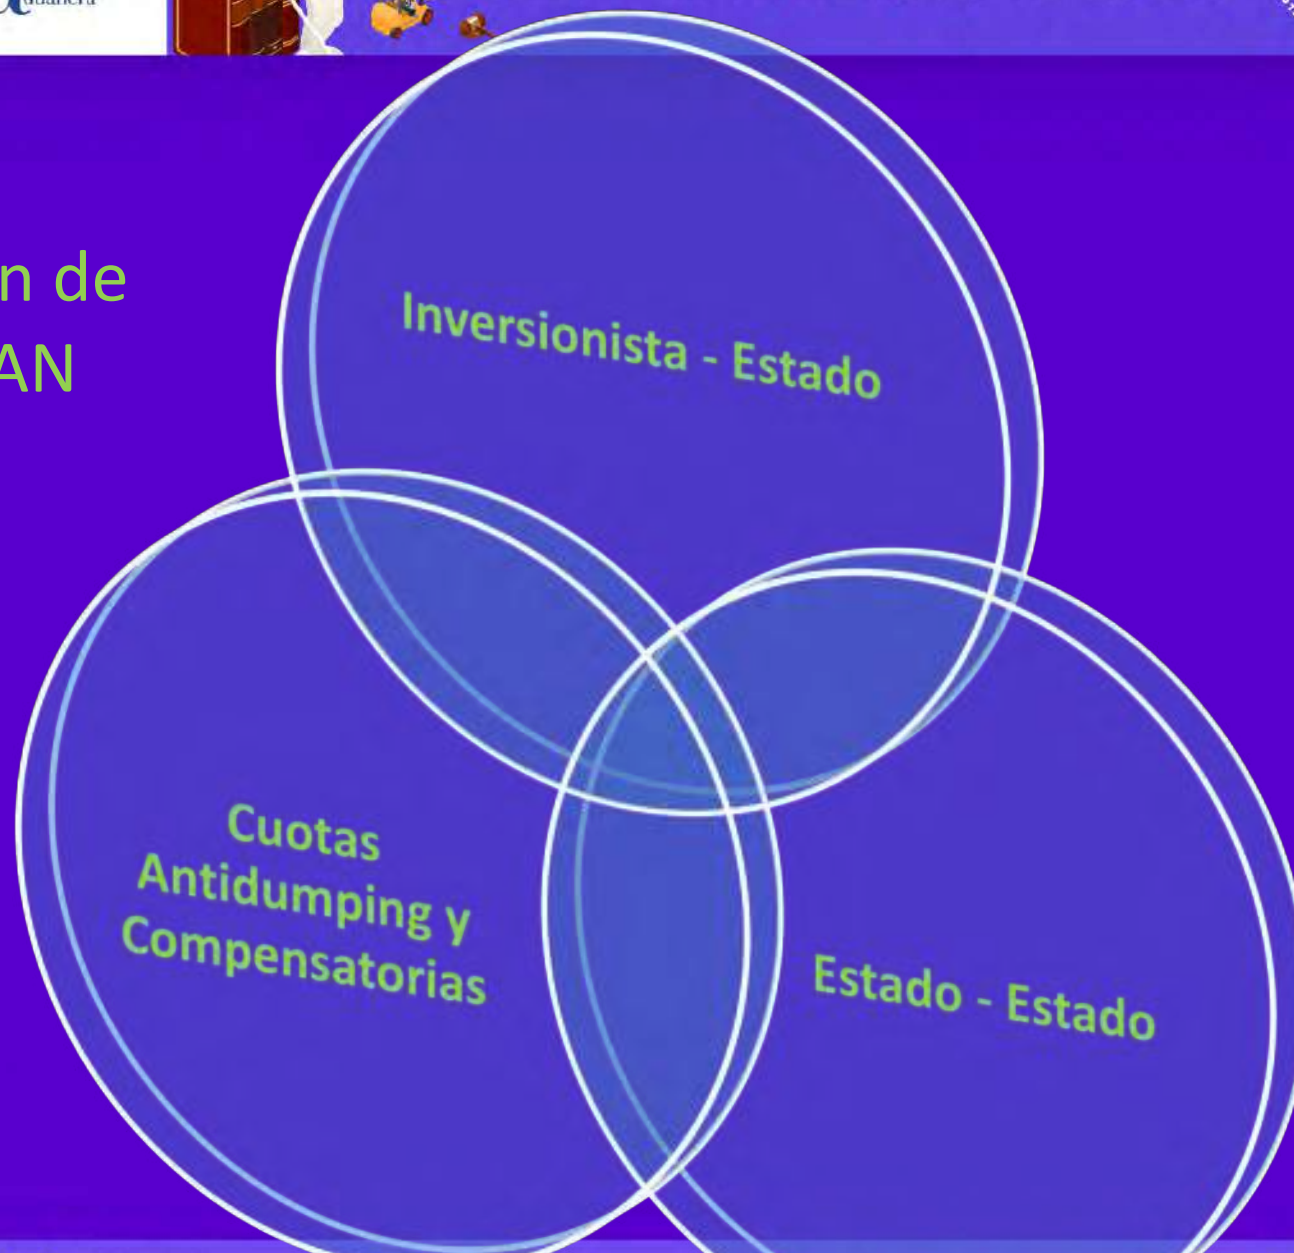 n de
AN
Inversionista - Estado
Cuotas
Antidumping y
Compensatorias
Estado - Estado